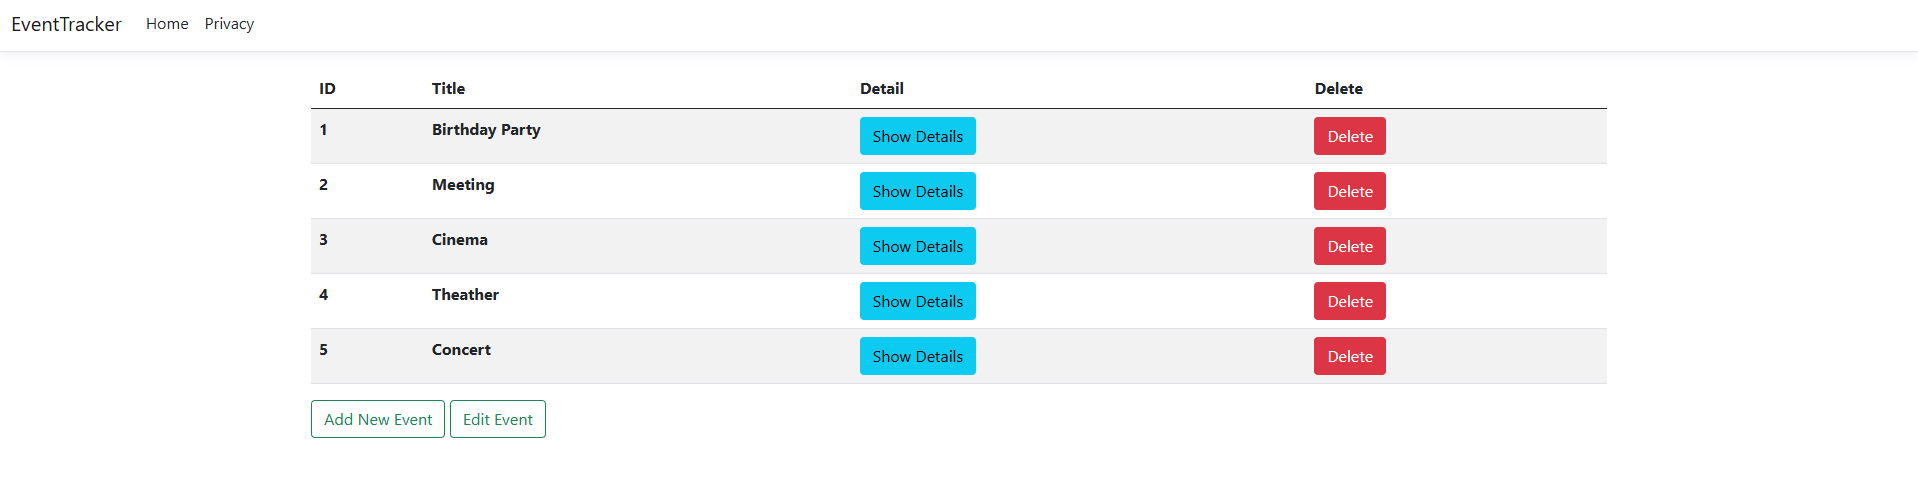 EventTracker Home Privacy
ID Title Detail Delete
1 Birthday Party Show Details Delete
2 Meeting Show Details Delete
3 Cinema Show Details Delete
4 Theather Show Details Delete
5 Concert Show Details Delete
Add New Event Edit Event